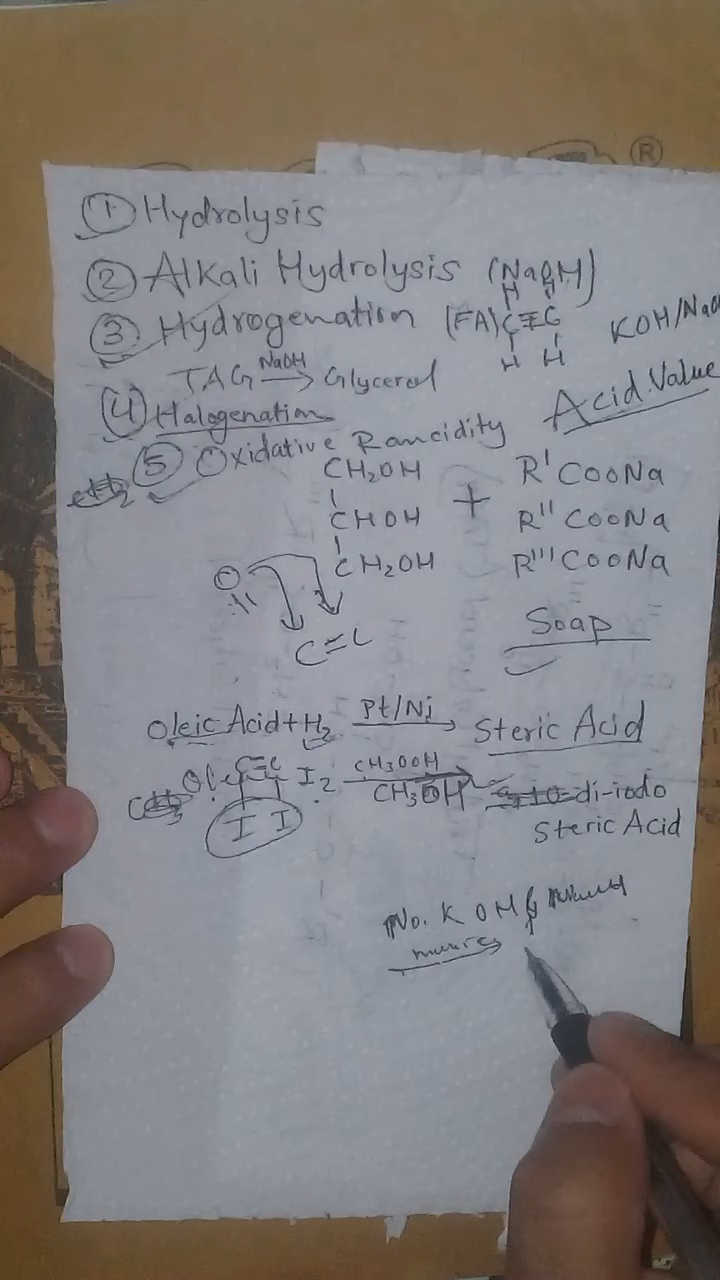 ®
① Hydrolysis
② Alkali Hydrolysis (NaOH)
H H
③ Hydrogenation (FA) C=C
H H
KOH/NaO
TAG NaOH → Glycerol
④ Halogenation
Acid Value
⑤ Oxidative Rancidity
CH₂OH
CHOH
CH₂OH
+
R' COONa
R'' COONa
R''' COONa
Soap
C=C
Oleic Acid + H₂ Pt/Ni → Steric Acid
Ole C=C I₂ CH3OOH
CH₃OH → di-iodo
I I
Steric Acid
No. KOH